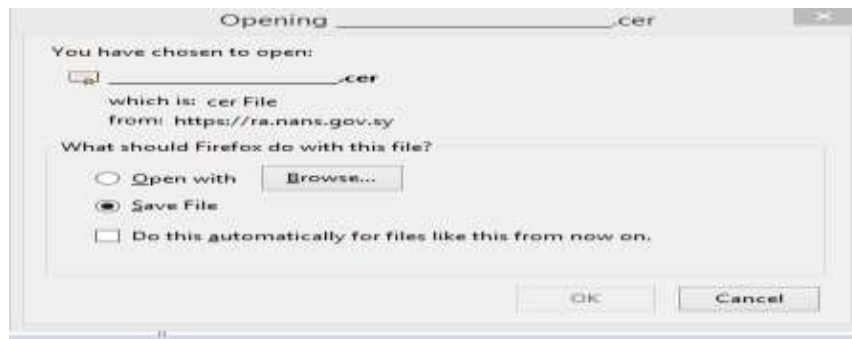 Opening ____________________.cer
You have chosen to open:
____________________.cer
which is: cer File
from: https://ra.nans.gov.sy
What should Firefox do with this file?
Open with Browse...
Save File
Do this automatically for files like this from now on.
OK Cancel